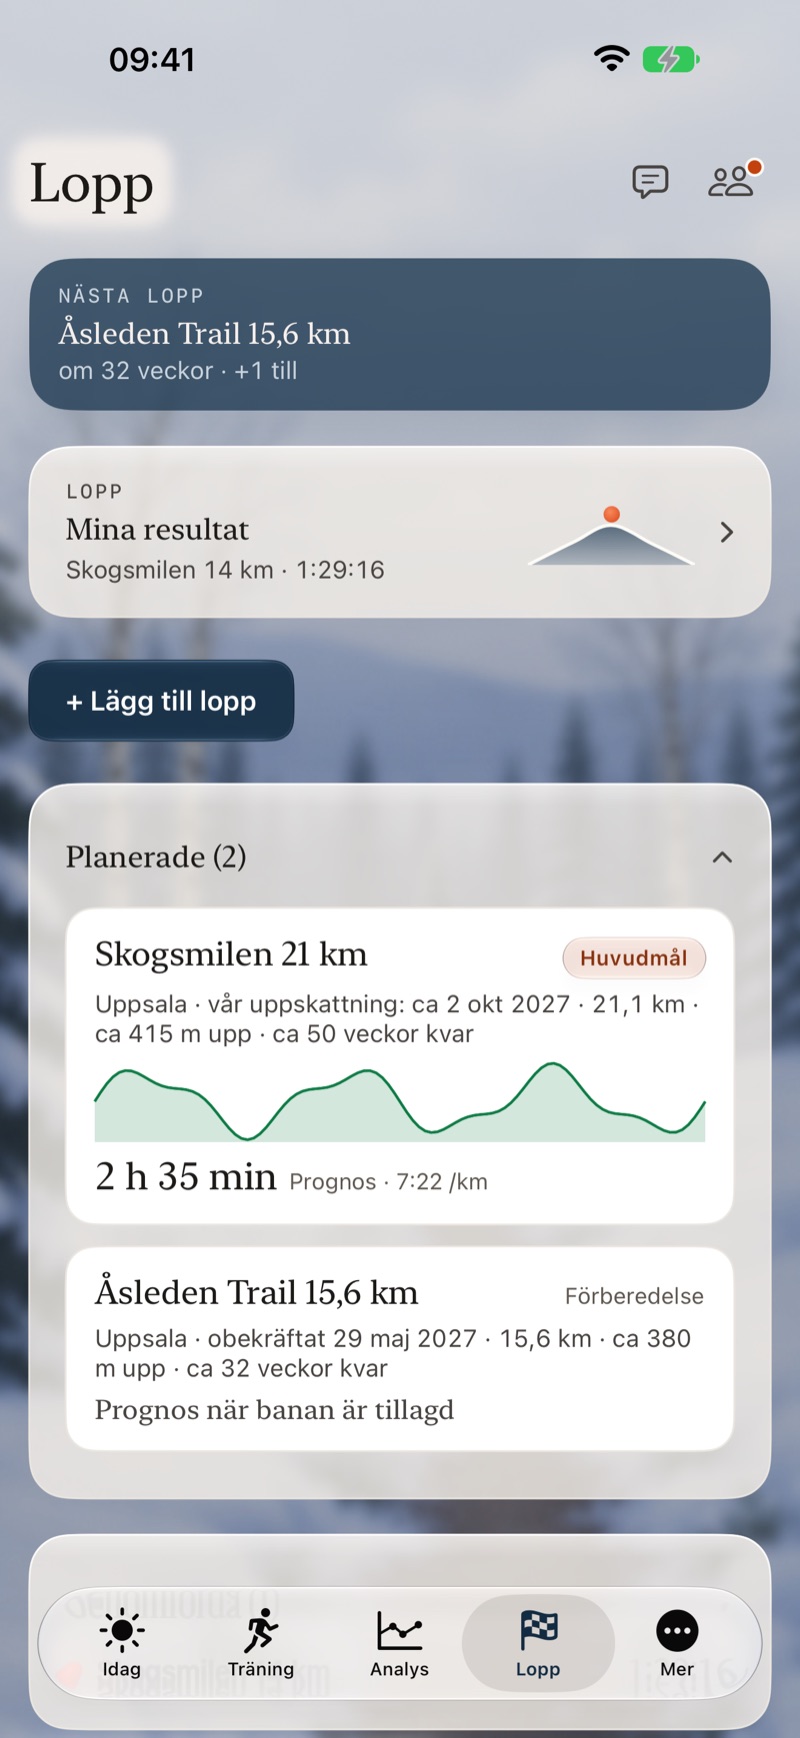 09:41
Lopp
NÄSTA LOPP
Åsleden Trail 15,6 km
om 32 veckor · +1 till
LOPP
Mina resultat
Skogsmilen 14 km · 1:29:16
+ Lägg till lopp
Planerade (2)
Skogsmilen 21 km
Huvudmål
Uppsala · vår uppskattning: ca 2 okt 2027 · 21,1 km ·
ca 415 m upp · ca 50 veckor kvar
2 h 35 min Prognos · 7:22 /km
Åsleden Trail 15,6 km
Förberedelse
Uppsala · obekräftat 29 maj 2027 · 15,6 km · ca 380
m upp · ca 32 veckor kvar
Prognos när banan är tillagd
Idag
Träning
Analys
Lopp
Mer